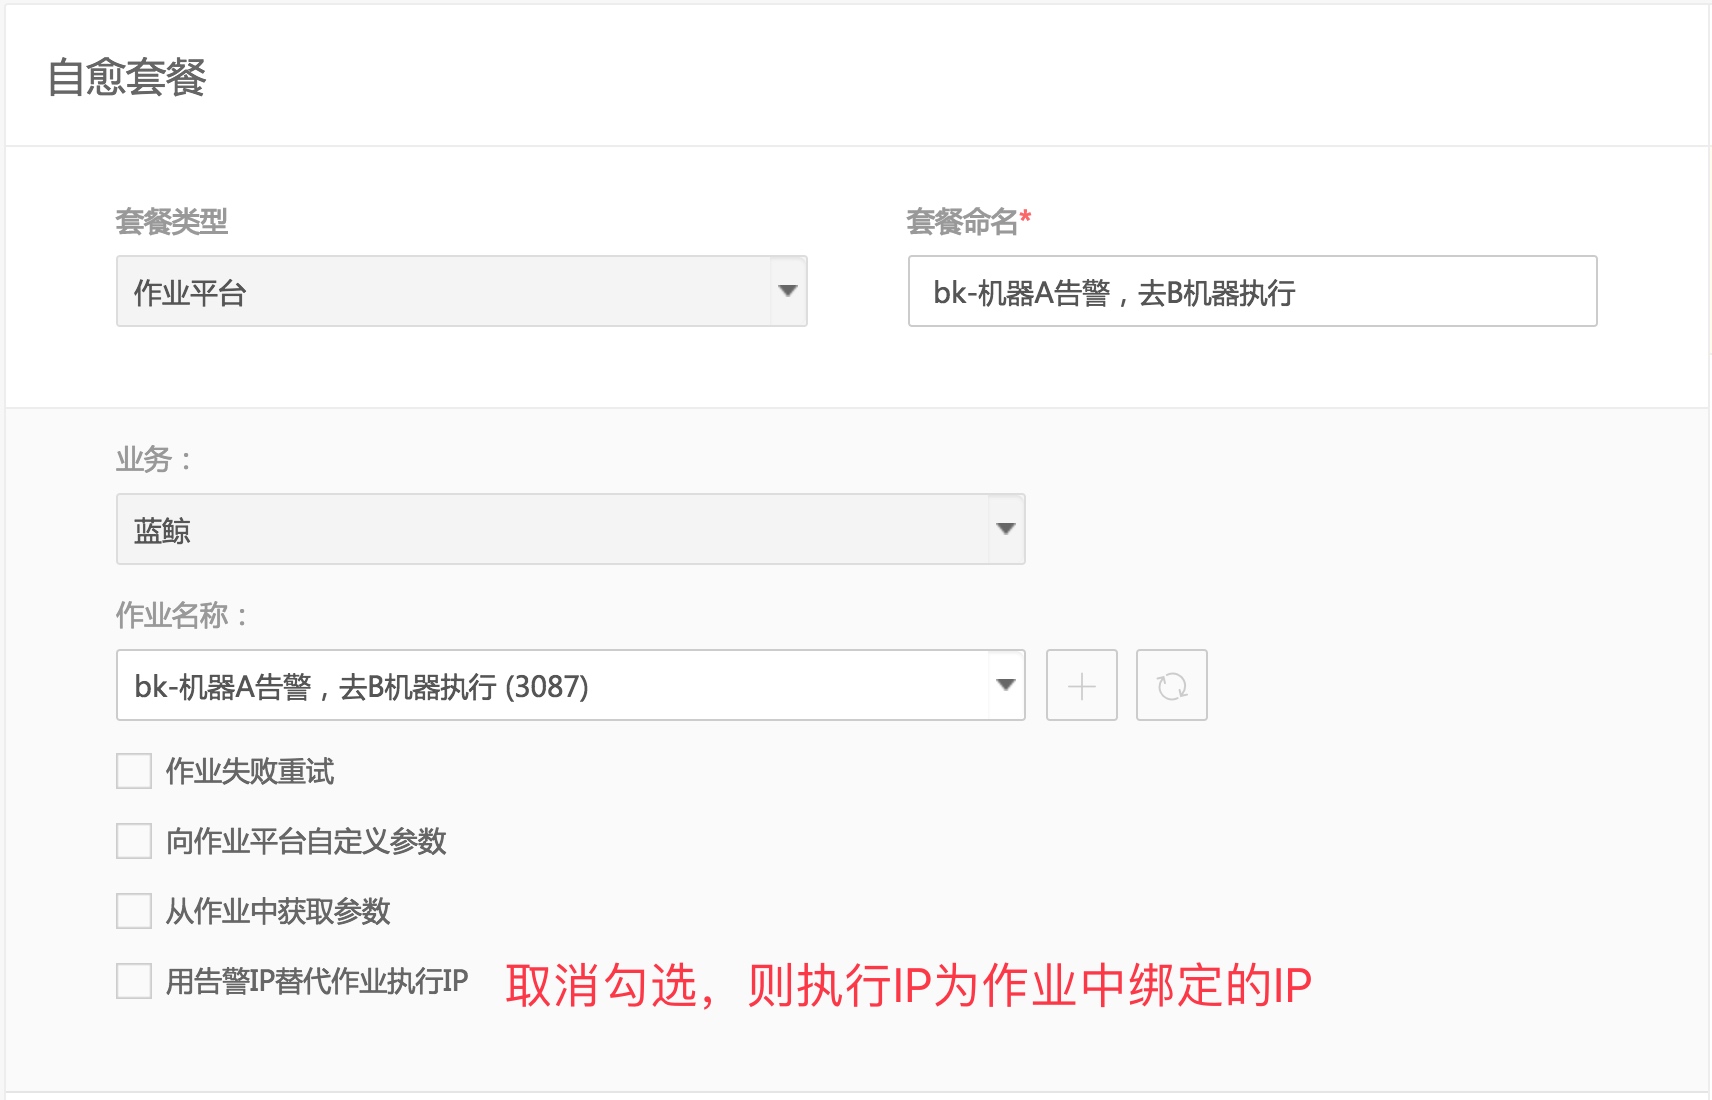 自愈套餐
套餐类型
套餐命名*
作业平台
bk-机器A告警，去B机器执行
业务：
蓝鲸
作业名称：
bk-机器A告警，去B机器执行 (3087)
作业失败重试
向作业平台自定义参数
从作业中获取参数
用告警IP替代作业执行IP 取消勾选，则执行IP为作业中绑定的IP